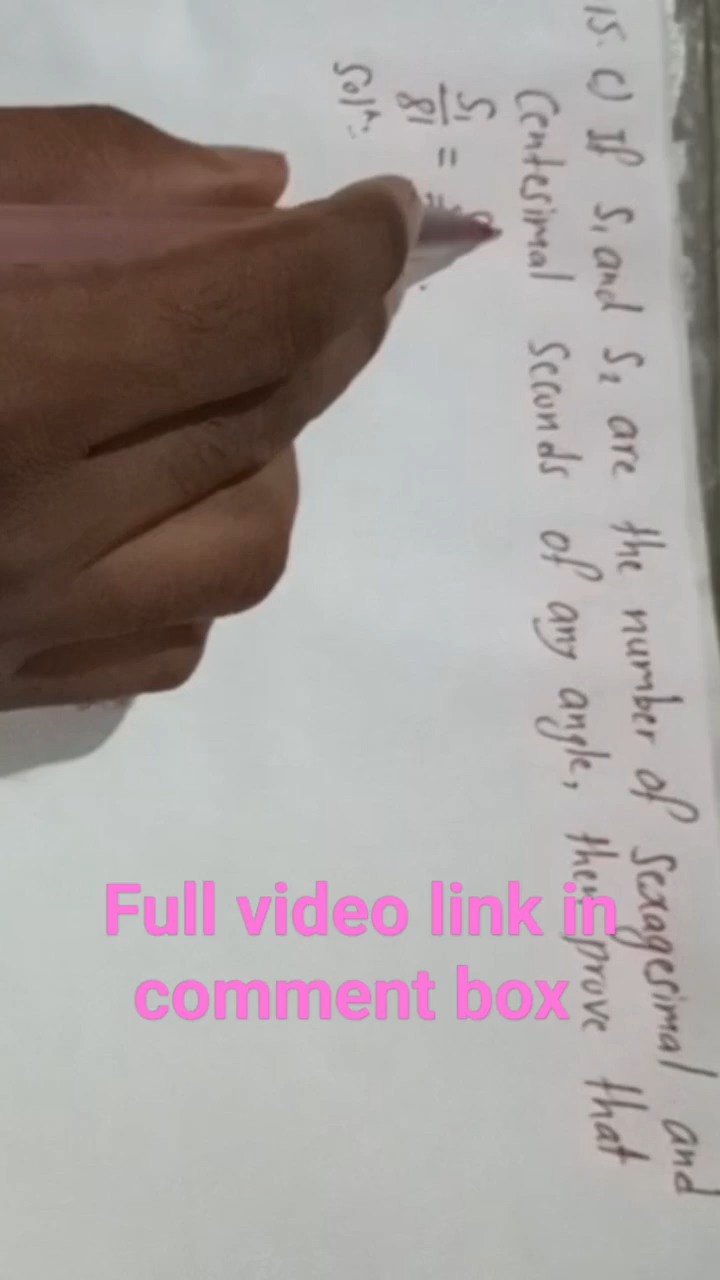 15. c) If S₁ and S₂ are the number of Sexagesimal and
Centesimal Seconds of any angle, then prove that
S₁/81 =
Solⁿ:
Full video link in
comment box